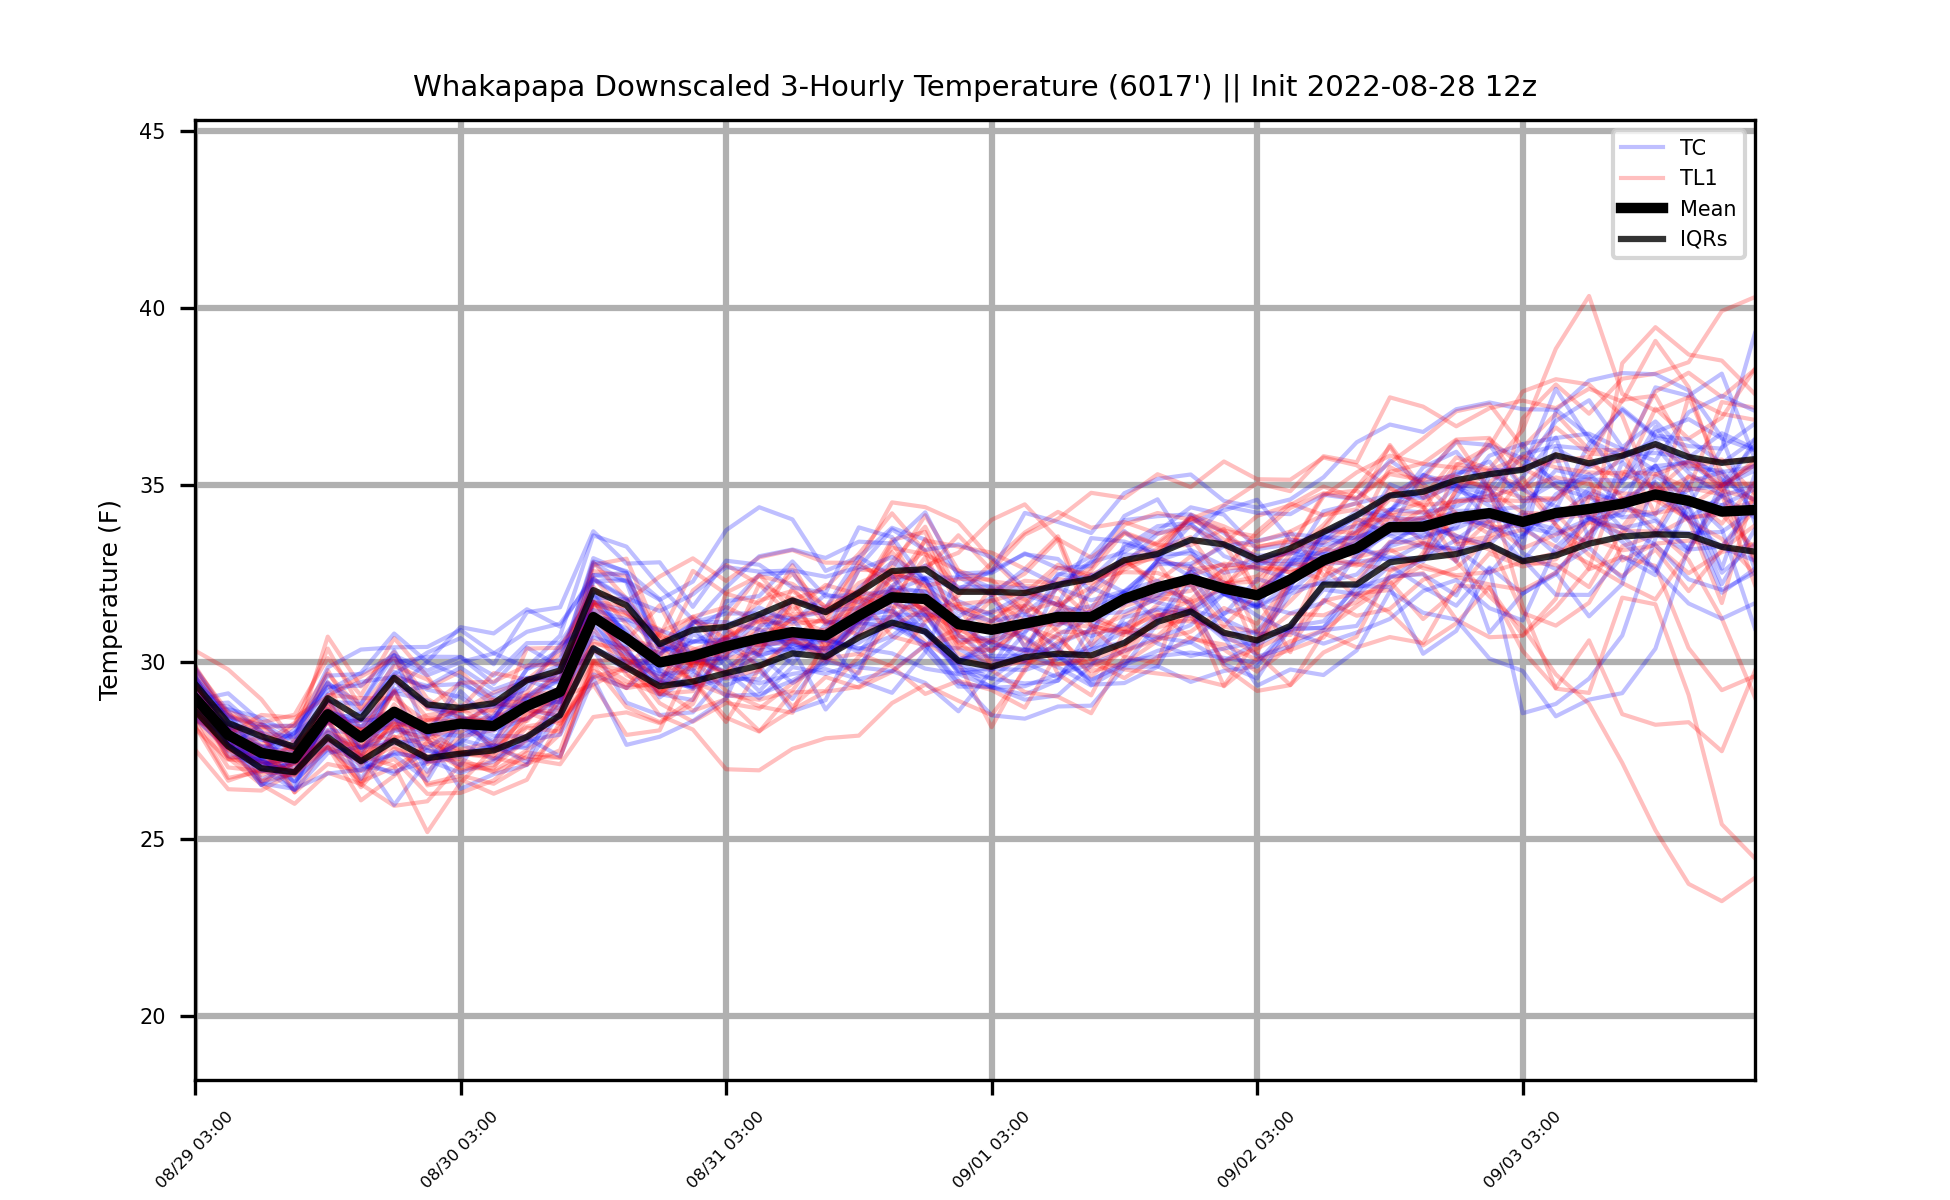 Whakapapa Downscaled 3-Hourly Temperature (6017') || Init 2022-08-28 12z
TC
TL1
Mean
IQRs
Temperature (F)
45
40
35
30
25
20
08/29 03:00
08/30 03:00
08/31 03:00
09/01 03:00
09/02 03:00
09/03 03:00